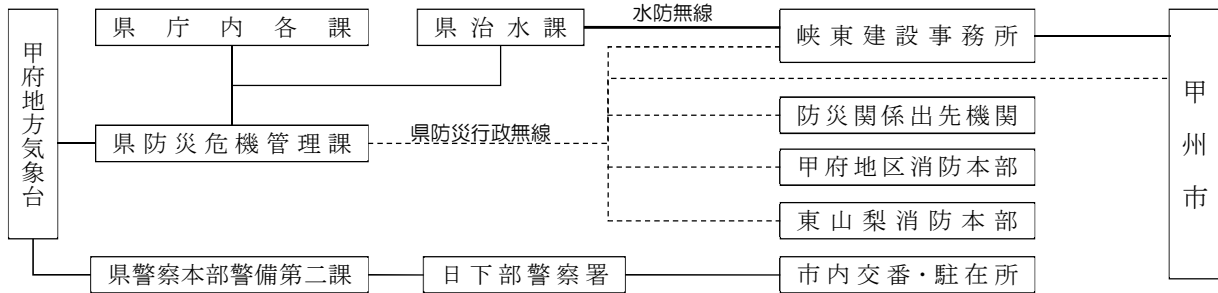 甲府地方気象台
県庁内各課
県治水課
水防無線
峡東建設事務所
甲州市
防災関係出先機関
県防災危機管理課
県防災行政無線
甲府地区消防本部
東山梨消防本部
県警察本部警備第二課
日下部警察署
市内交番・駐在所